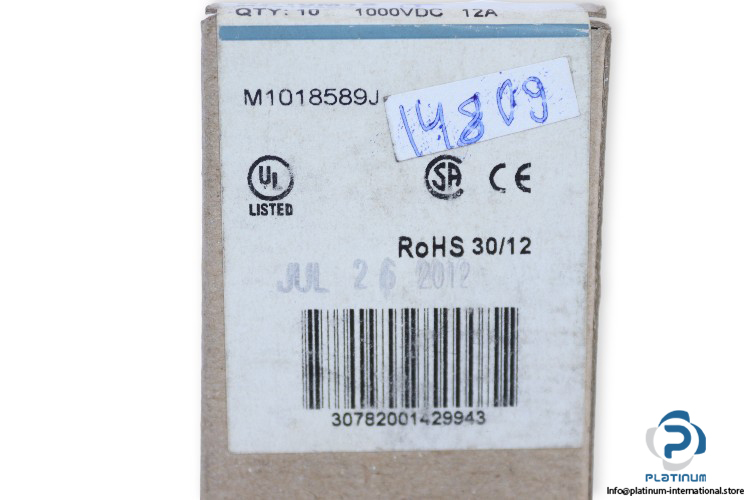 QTY: 10 1000VDC 12A
M1018589J
14809
UL
LISTED
SA CE
RoHS 30/12
JUL 26 2012
30782001429943
PLATINUM
Info@platinum-international.store